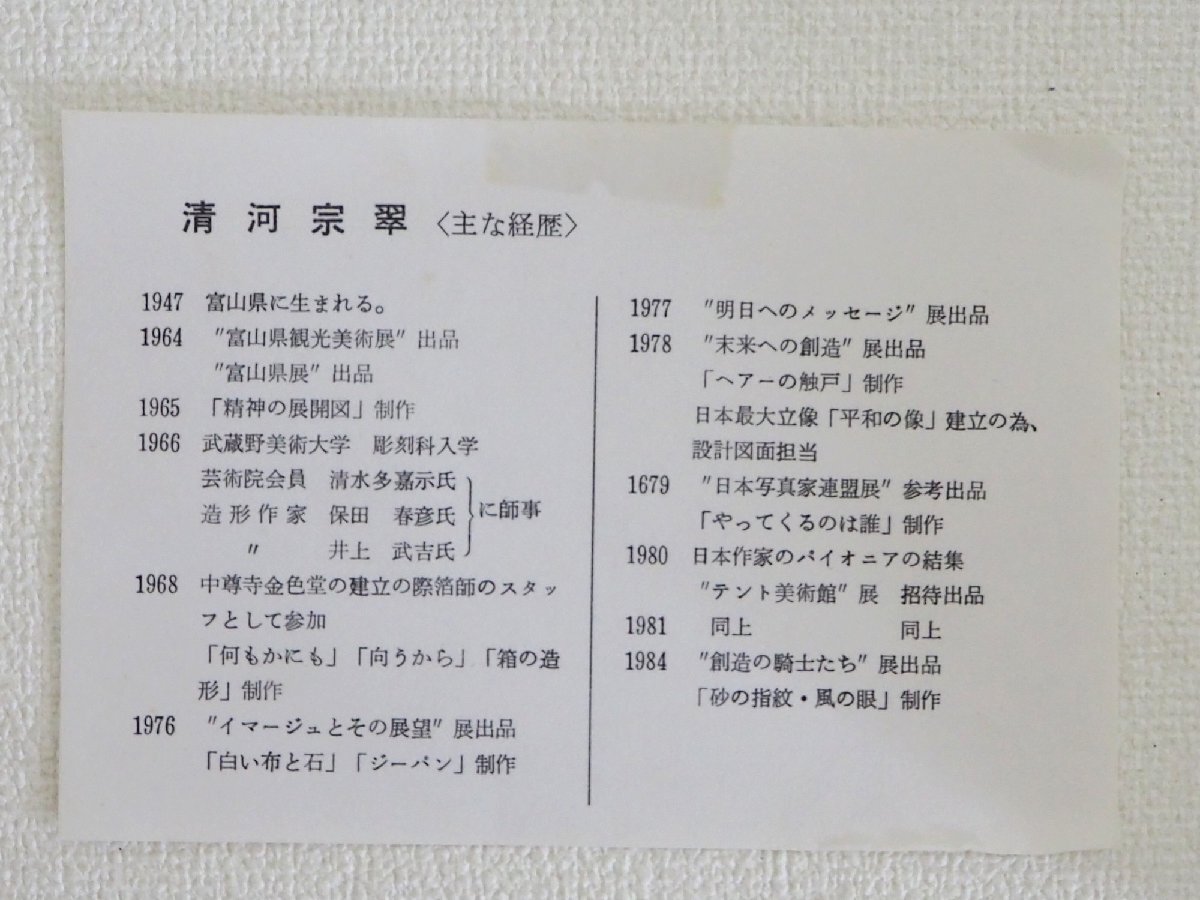 清河宗翠〈主な経歴〉
1947 富山県に生まれる。
1964 "富山県観光美術展" 出品
"富山県展" 出品
1965 「精神の展開図」制作
1966 武蔵野美術大学 彫刻科入学
芸術院会員 清水多嘉示氏
造形作家 保田 春彦氏
〃 井上 武吉氏
に師事
1968 中尊寺金色堂の建立の際箔師のスタッ
フとして参加
「何もかにも」「向うから」「箱の造
形」制作
1976 "イマージュとその展望" 展出品
「白い布と石」「ジーパン」制作
1977 "明日へのメッセージ" 展出品
1978 "末来への創造" 展出品
「ヘアーの触戸」制作
日本最大立像「平和の像」建立の為、
設計図面担当
1679 "日本写真家連盟展" 参考出品
「やってくるのは誰」制作
1980 日本作家のパイオニアの結集
"テント美術館" 展 招待出品
1981 同上 同上
1984 "創造の騎士たち" 展出品
「砂の指紋・風の眼」制作